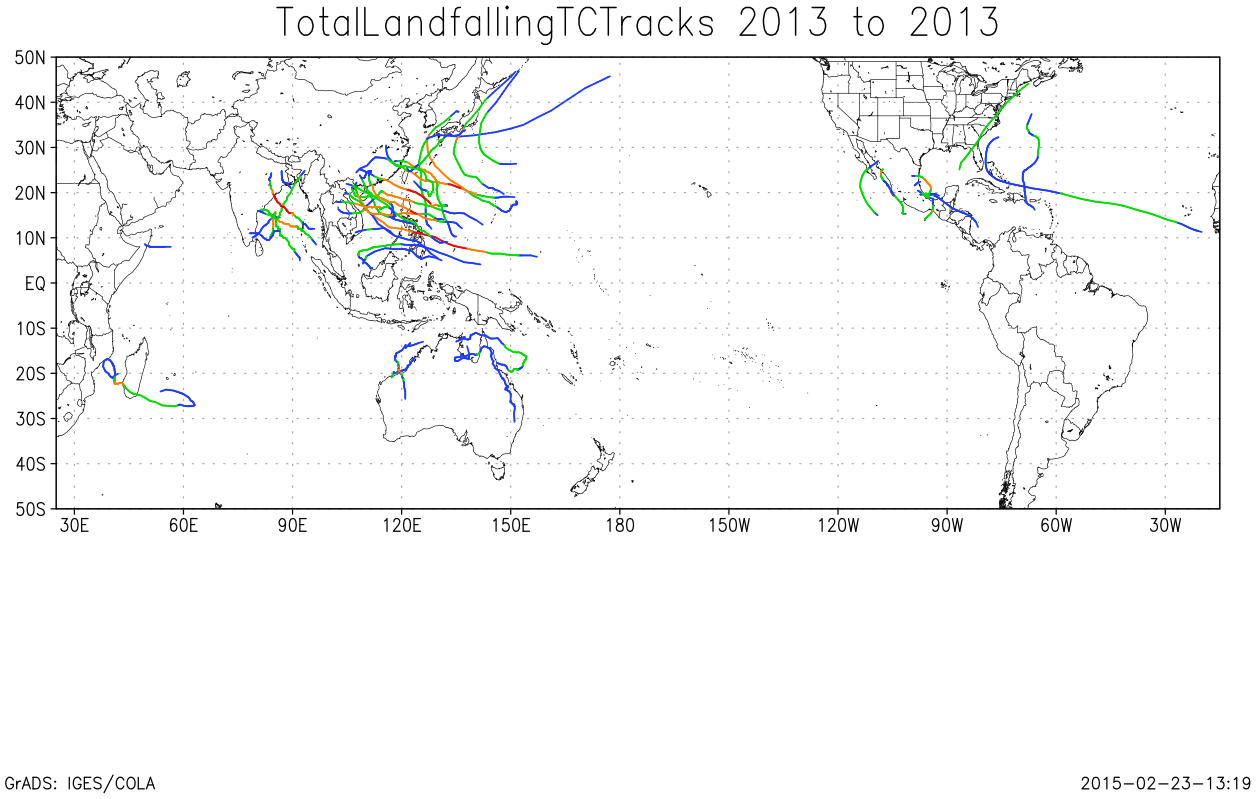 TotalLandfallingTCTracks 2013 to 2013
50N
40N
30N
20N
10N
EQ
10S
20S
30S
40S
50S
30E 60E 90E 120E 150E 180 150W 120W 90W 60W 30W
GrADS: IGES/COLA
2015-02-23-13:19